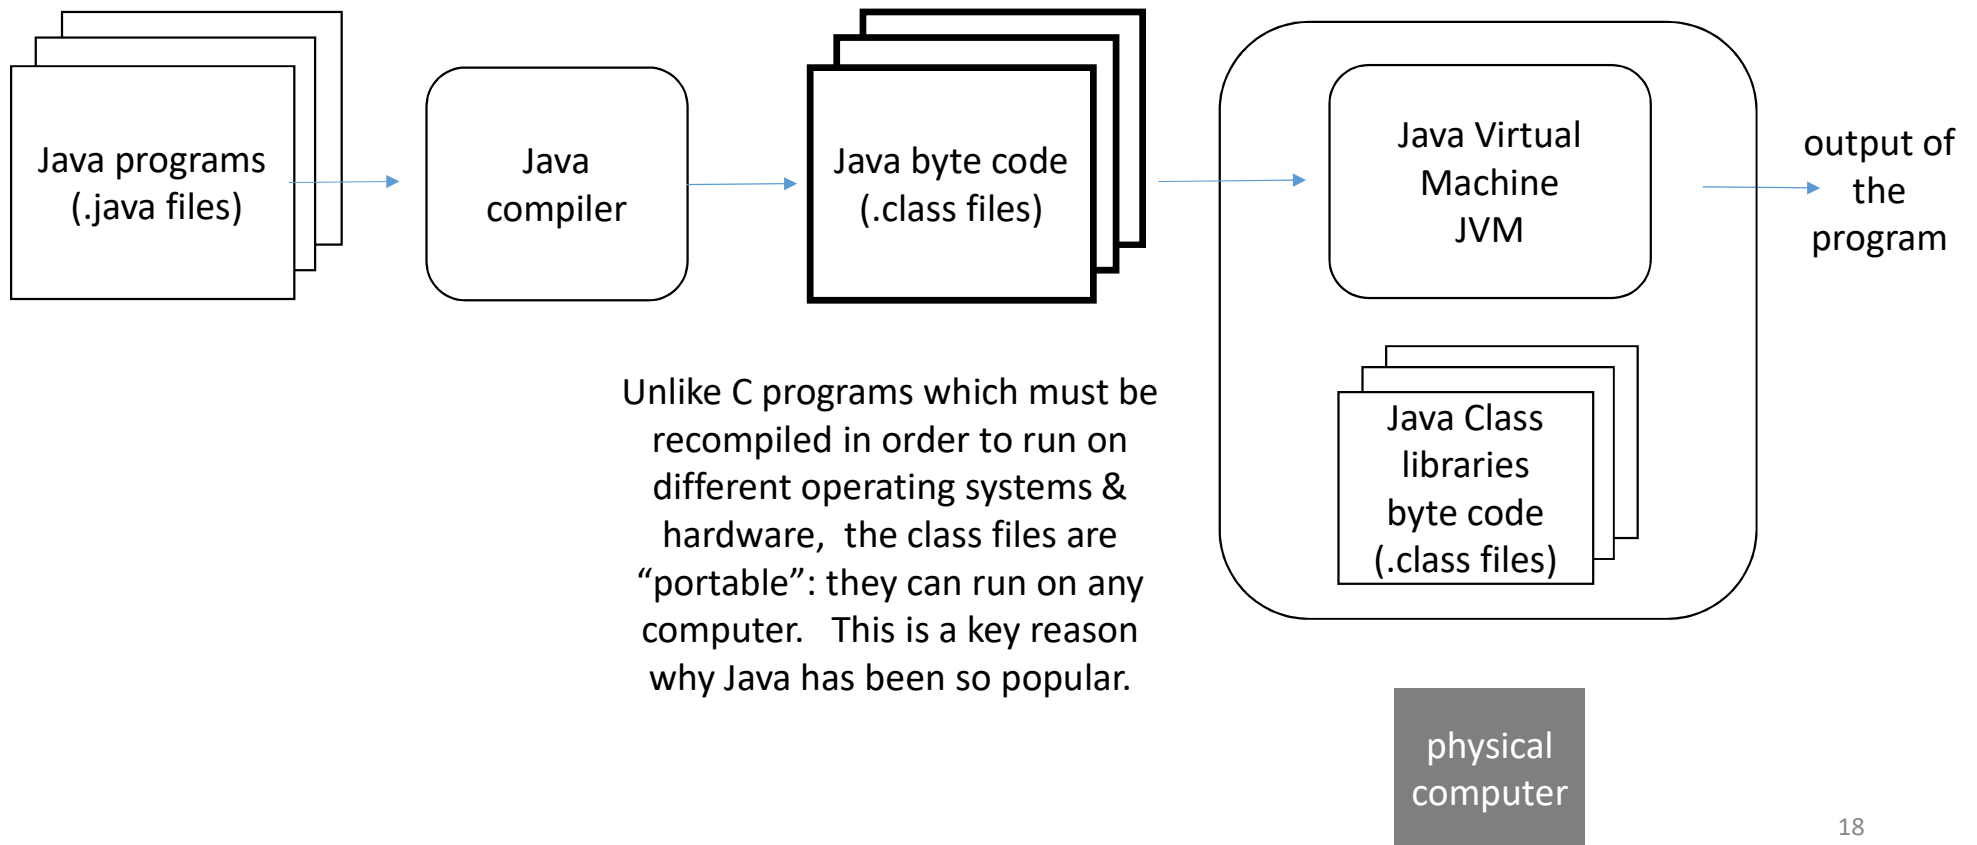 Java programs
(.java files)
Java
compiler
Java byte code
(.class files)
Java Virtual
Machine
JVM
output of
the
program
Unlike C programs which must be
recompiled in order to run on
different operating systems &
hardware,  the class files are
“portable”: they can run on any
computer.   This is a key reason
why Java has been so popular.
Java Class
libraries
byte code
(.class files)
physical
computer
18